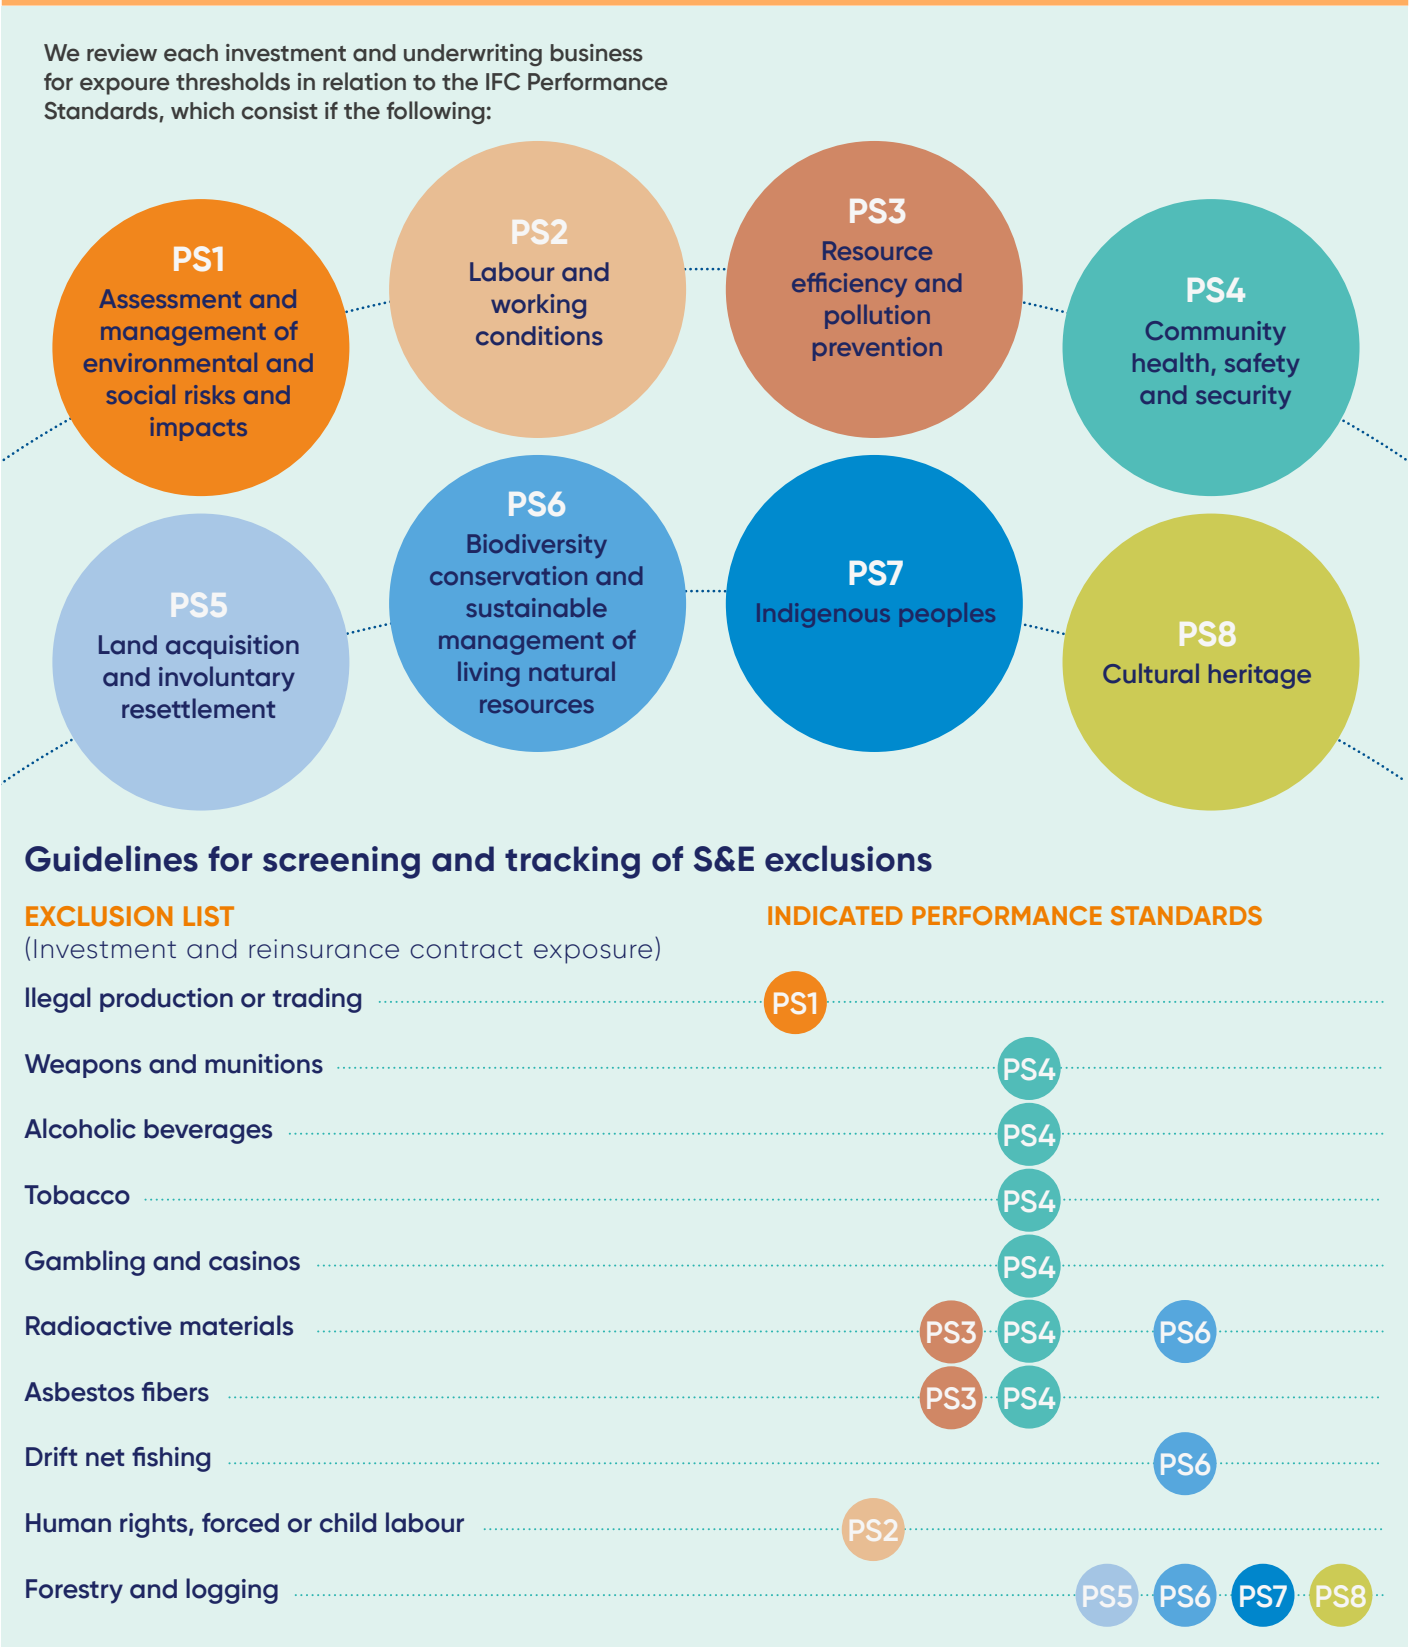 We review each investment and underwriting business
for expoure thresholds in relation to the IFC Performance
Standards, which consist if the following:
PS1
Assessment and
management of
environmental and
social risks and
impacts
PS2
Labour and
working
conditions
PS3
Resource
efficiency and
pollution
prevention
PS4
Community
health, safety
and security
PS5
Land acquisition
and involuntary
resettlement
PS6
Biodiversity
conservation and
sustainable
management of
living natural
resources
PS7
Indigenous peoples
PS8
Cultural heritage
Guidelines for screening and tracking of S&E exclusions
EXCLUSION LIST
(Investment and reinsurance contract exposure)
INDICATED PERFORMANCE STANDARDS
llegal production or trading PS1
Weapons and munitions PS4
Alcoholic beverages PS4
Tobacco PS4
Gambling and casinos PS4
Radioactive materials PS3 PS4 PS6
Asbestos fibers PS3 PS4
Drift net fishing PS6
Human rights, forced or child labour PS2
Forestry and logging PS5 PS6 PS7 PS8